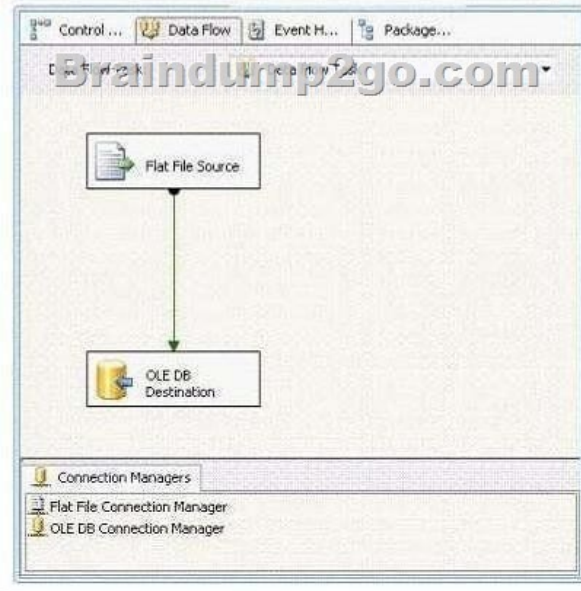 Control ... Data Flow Event H... Package...
Braindump2go.com
Flat File Source
OLE DB
Destination
Connection Managers
Flat File Connection Manager
OLE DB Connection Manager